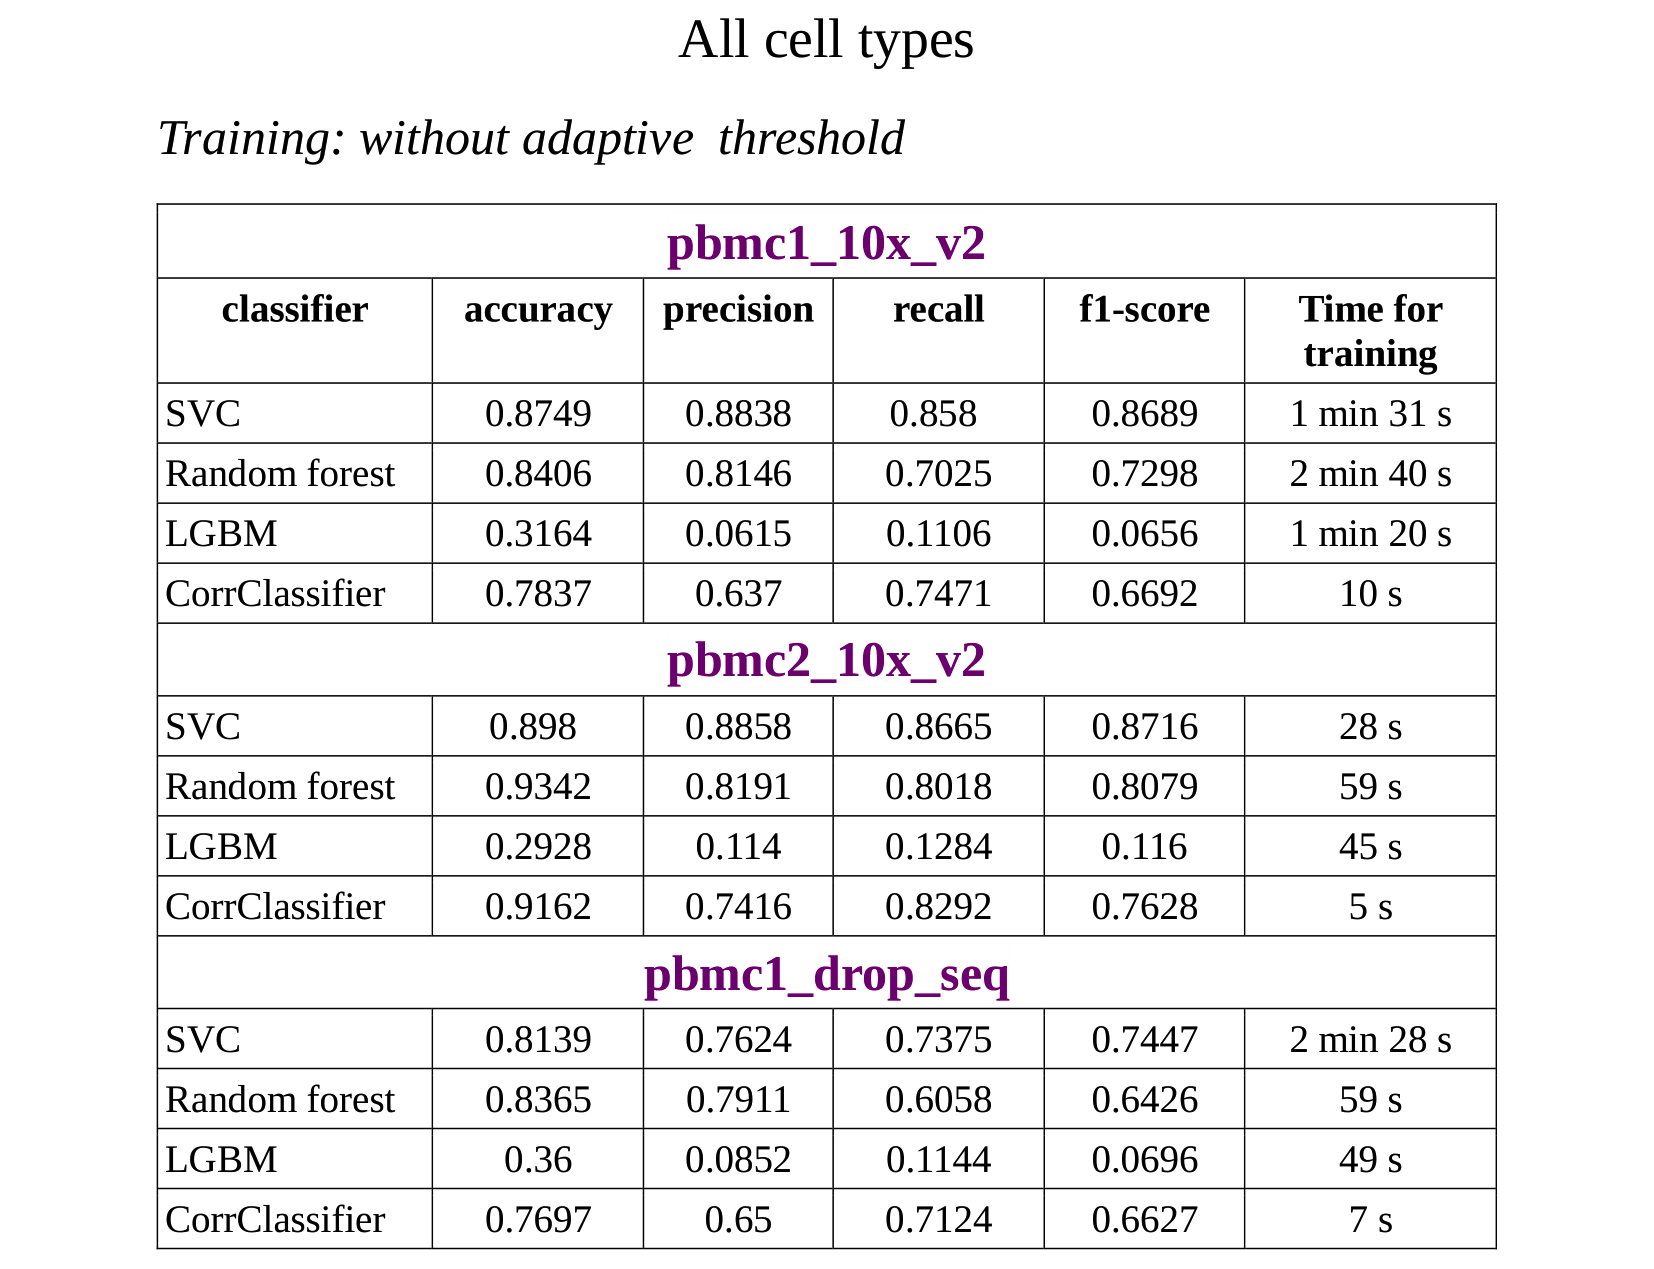 All cell types
Training: without adaptive  threshold
pbmc1_10x_v2
classifier accuracy precision recall f1-score Time for training
SVC 0.8749 0.8838 0.858 0.8689 1 min 31 s
Random forest 0.8406 0.8146 0.7025 0.7298 2 min 40 s
LGBM 0.3164 0.0615 0.1106 0.0656 1 min 20 s
CorrClassifier 0.7837 0.637 0.7471 0.6692 10 s
pbmc2_10x_v2
SVC 0.898 0.8858 0.8665 0.8716 28 s
Random forest 0.9342 0.8191 0.8018 0.8079 59 s
LGBM 0.2928 0.114 0.1284 0.116 45 s
CorrClassifier 0.9162 0.7416 0.8292 0.7628 5 s
pbmc1_drop_seq
SVC 0.8139 0.7624 0.7375 0.7447 2 min 28 s
Random forest 0.8365 0.7911 0.6058 0.6426 59 s
LGBM 0.36 0.0852 0.1144 0.0696 49 s
CorrClassifier 0.7697 0.65 0.7124 0.6627 7 s